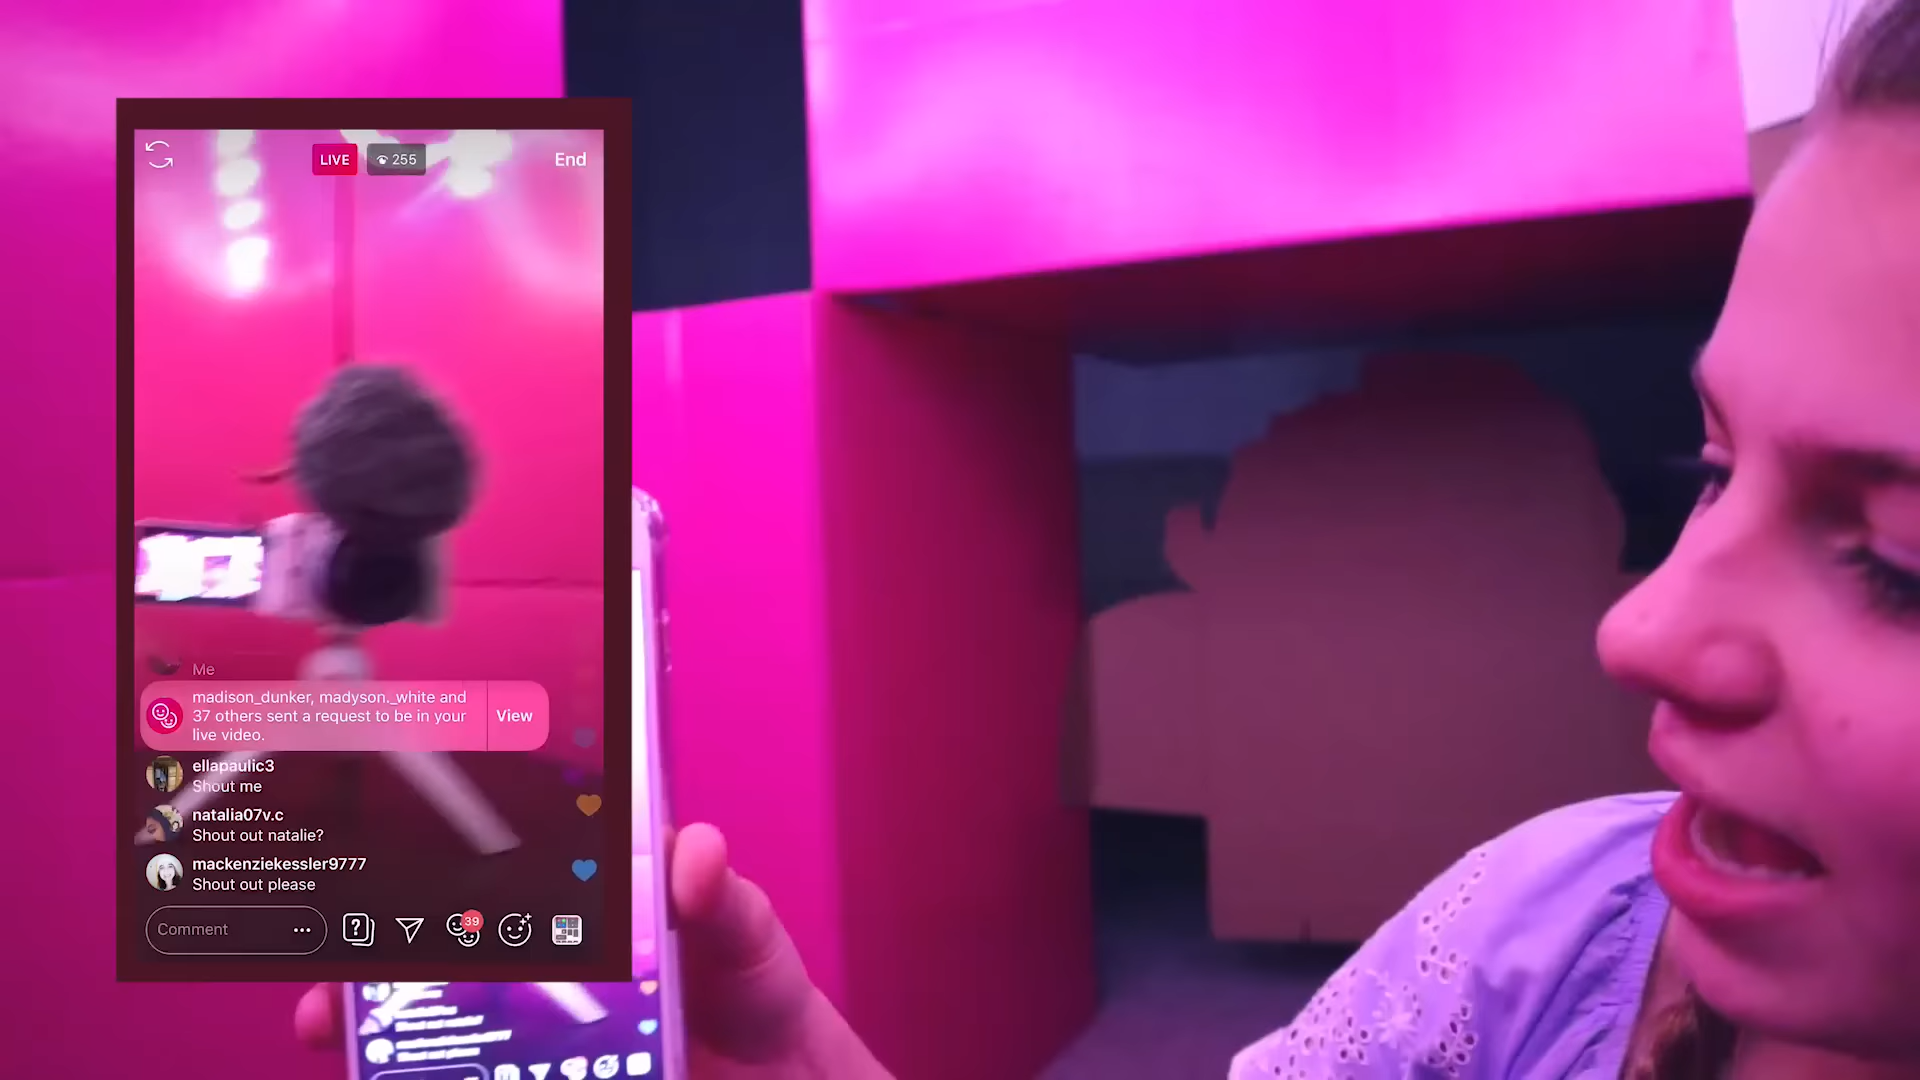 LIVE
255
End
Me
madison_dunker, madyson._white and
37 others sent a request to be in your
live video.
View
ellapaulic3
Shout me
natalia07v.c
Shout out natalie?
mackenziekessler9777
Shout out please
Comment
?
39